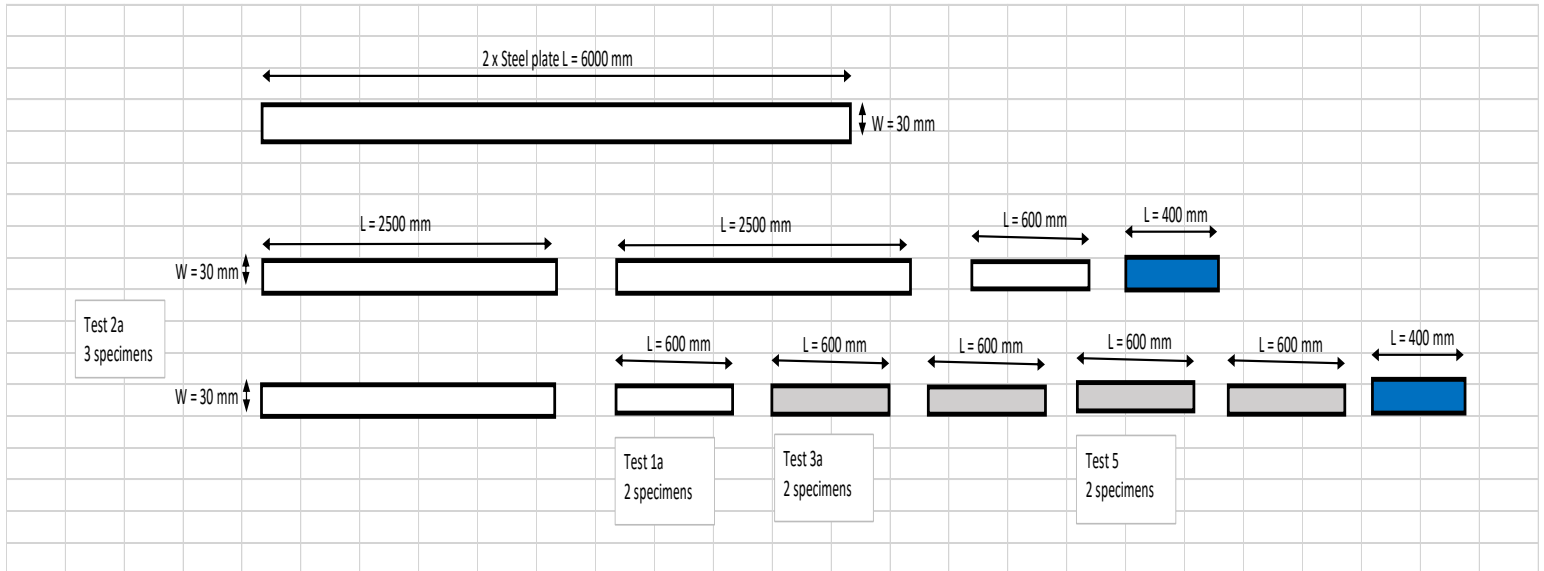 2 x Steel plate L = 6000 mm
W = 30 mm
L = 2500 mm
L = 2500 mm
L = 600 mm
L = 400 mm
W = 30 mm
Test 2a
3 specimens
L = 600 mm
L = 600 mm
L = 600 mm
L = 600 mm
L = 600 mm
L = 400 mm
W = 30 mm
Test 1a
2 specimens
Test 3a
2 specimens
Test 5
2 specimens